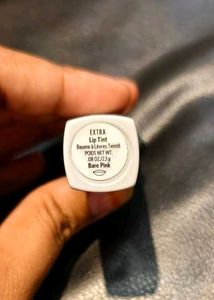 EXTRA
Lip Tint
Baume à Lèvres Teinté
POIDS NET WT.
.08 OZ/2.3 g
Bare Pink